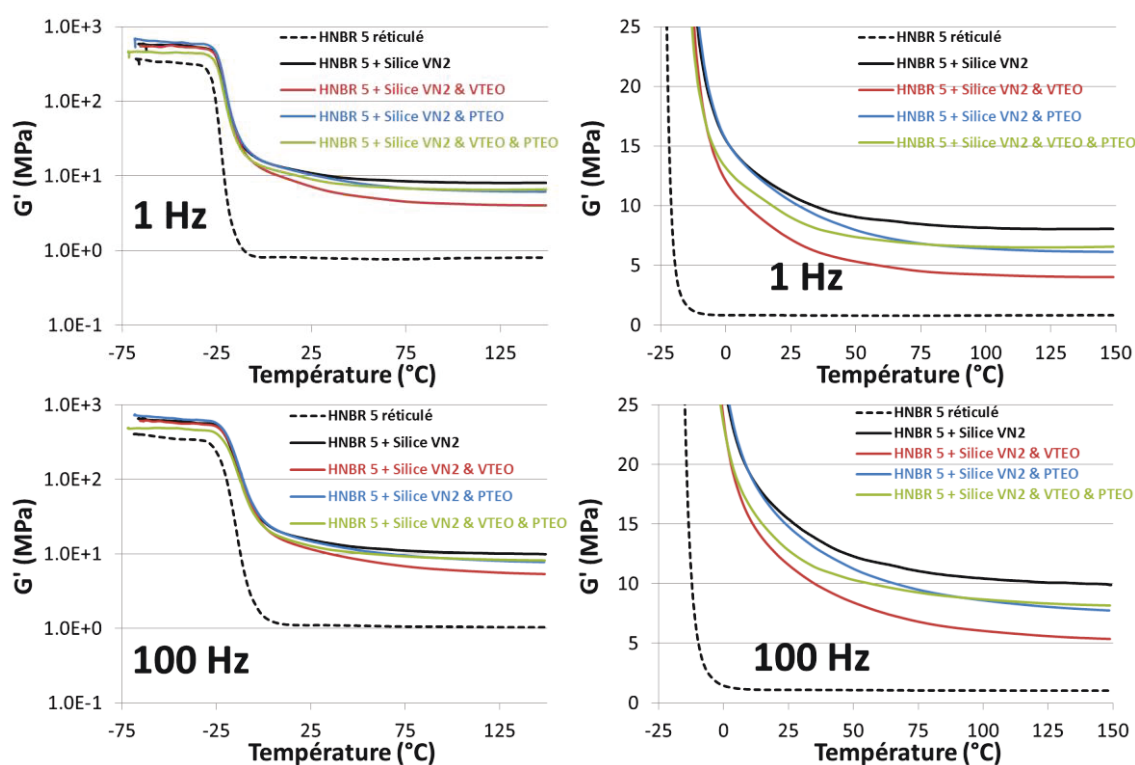 1.0E+3
1.0E+2
1.0E+1
1.0E+0
1.0E-1
G' (MPa)
HNBR 5 réticulé
HNBR 5 + Silice VN2
HNBR 5 + Silice VN2 & VTEO
HNBR 5 + Silice VN2 & PTEO
HNBR 5 + Silice VN2 & VTEO & PTEO
1 Hz
-75 -25 25 75 125
Température (°C)
25
20
15
10
5
0
G' (MPa)
HNBR 5 réticulé
HNBR 5 + Silice VN2
HNBR 5 + Silice VN2 & VTEO
HNBR 5 + Silice VN2 & PTEO
HNBR 5 + Silice VN2 & VTEO & PTEO
1 Hz
-25 0 25 50 75 100 125 150
Température (°C)
1.0E+3
1.0E+2
1.0E+1
1.0E+0
1.0E-1
G' (MPa)
HNBR 5 réticulé
HNBR 5 + Silice VN2
HNBR 5 + Silice VN2 & VTEO
HNBR 5 + Silice VN2 & PTEO
HNBR 5 + Silice VN2 & VTEO & PTEO
100 Hz
-75 -25 25 75 125
Température (°C)
25
20
15
10
5
0
G' (MPa)
HNBR 5 réticulé
HNBR 5 + Silice VN2
HNBR 5 + Silice VN2 & VTEO
HNBR 5 + Silice VN2 & PTEO
HNBR 5 + Silice VN2 & VTEO & PTEO
100 Hz
-25 0 25 50 75 100 125 150
Température (°C)